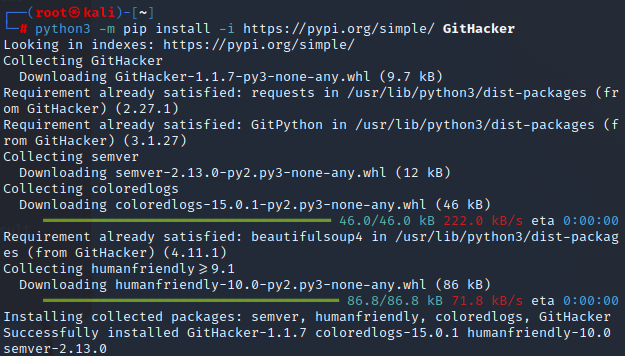 ┌──(root㉿kali)-[~]
└─# python3 -m pip install -i https://pypi.org/simple/ GitHacker
Looking in indexes: https://pypi.org/simple/
Collecting GitHacker
  Downloading GitHacker-1.1.7-py3-none-any.whl (9.7 kB)
Requirement already satisfied: requests in /usr/lib/python3/dist-packages (fr
om GitHacker) (2.27.1)
Requirement already satisfied: GitPython in /usr/lib/python3/dist-packages (f
rom GitHacker) (3.1.27)
Collecting semver
  Downloading semver-2.13.0-py2.py3-none-any.whl (12 kB)
Collecting coloredlogs
  Downloading coloredlogs-15.0.1-py2.py3-none-any.whl (46 kB)
     ━━━━━━━━━━━━━━━━━━━━━━━━━━━━━━━━━━━━ 46.0/46.0 kB 222.0 kB/s eta 0:00:00
Requirement already satisfied: beautifulsoup4 in /usr/lib/python3/dist-packag
es (from GitHacker) (4.11.1)
Collecting humanfriendly>=9.1
  Downloading humanfriendly-10.0-py2.py3-none-any.whl (86 kB)
     ━━━━━━━━━━━━━━━━━━━━━━━━━━━━━━━━━━━━━ 86.8/86.8 kB 71.8 kB/s eta 0:00:00
Installing collected packages: semver, humanfriendly, coloredlogs, GitHacker
Successfully installed GitHacker-1.1.7 coloredlogs-15.0.1 humanfriendly-10.0
semver-2.13.0